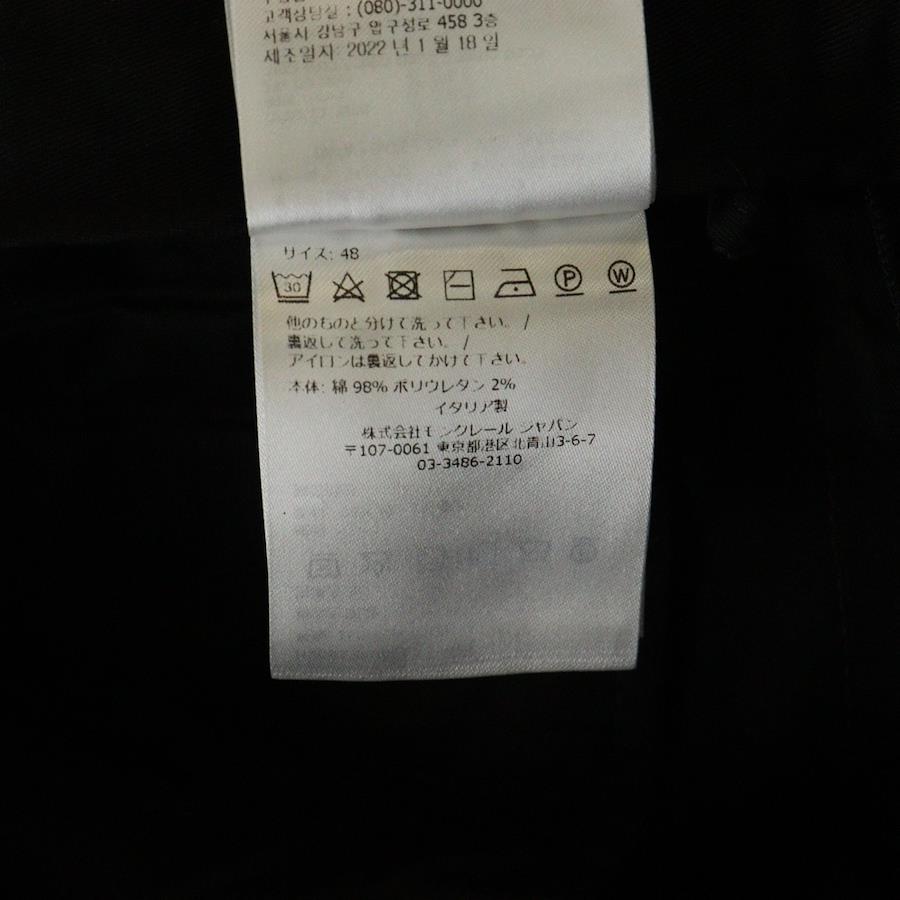 고객상담실 : (080)-311-0000
서울시 강남구 압구성로 458 3층
세조일자: 2022 년 1 월 18 일
サイズ: 48
30
P
W
他のものと分けて洗って下さい。 /
裏返して洗って下さい。 /
アイロンは裏返してかけて下さい。
本体: 綿 98% ポリウレタン 2%
イタリア製
株式会社モンクレール ジャパン
〒107-0061 東京都港区北青山3-6-7
03-3486-2110